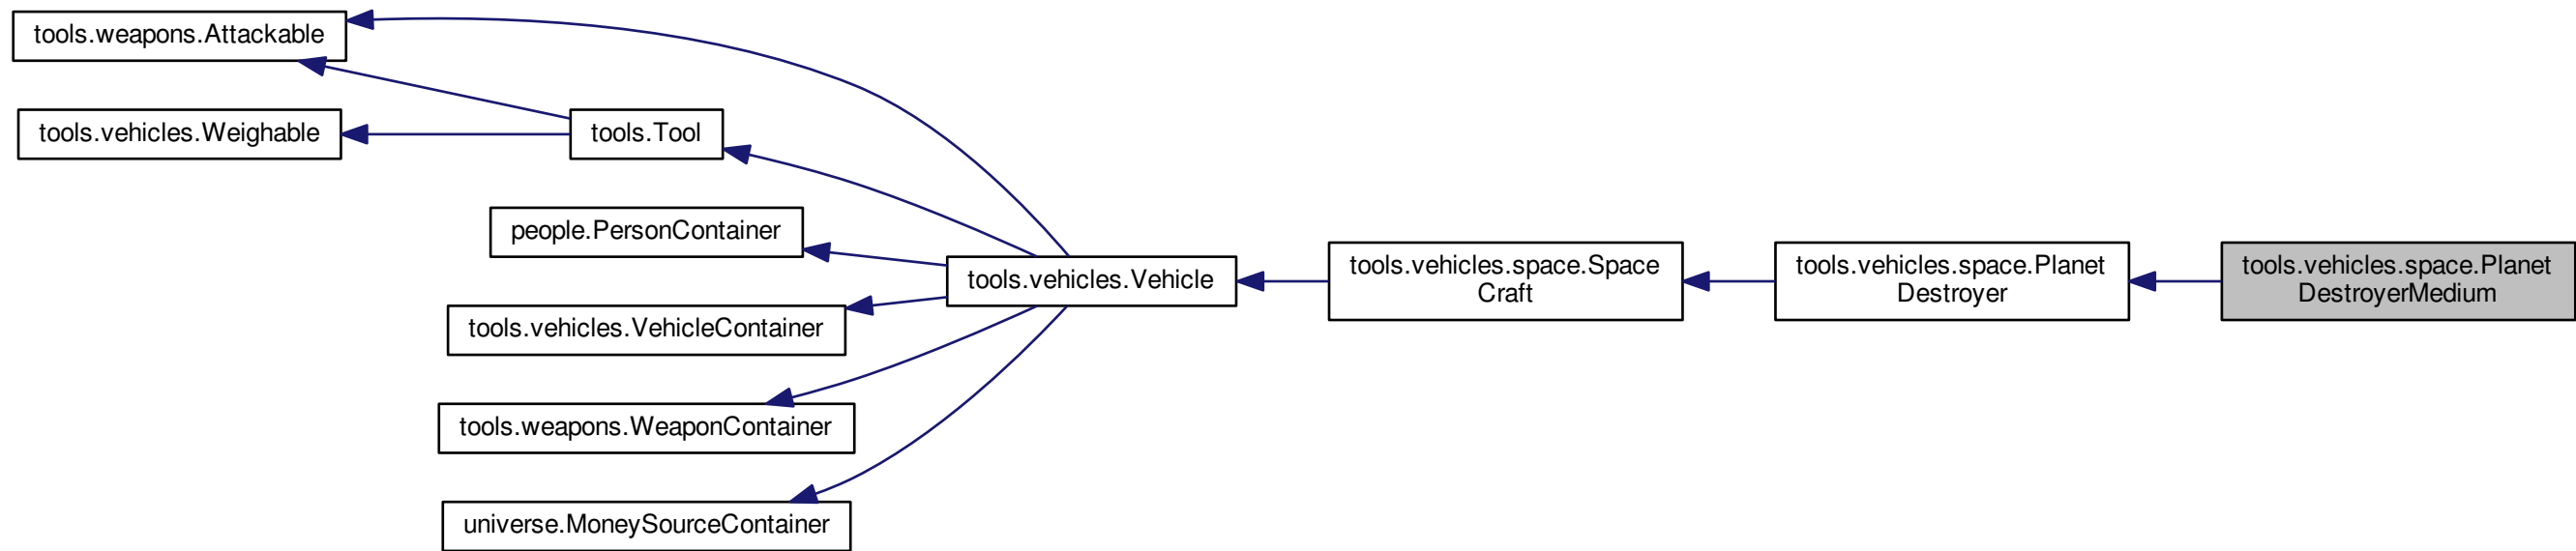 tools.weapons.Attackable
tools.vehicles.Weighable
tools.Tool
people.PersonContainer
tools.vehicles.VehicleContainer
tools.weapons.WeaponContainer
universe.MoneySourceContainer
tools.vehicles.Vehicle
tools.vehicles.space.Space
Craft
tools.vehicles.space.Planet
Destroyer
tools.vehicles.space.Planet
DestroyerMedium